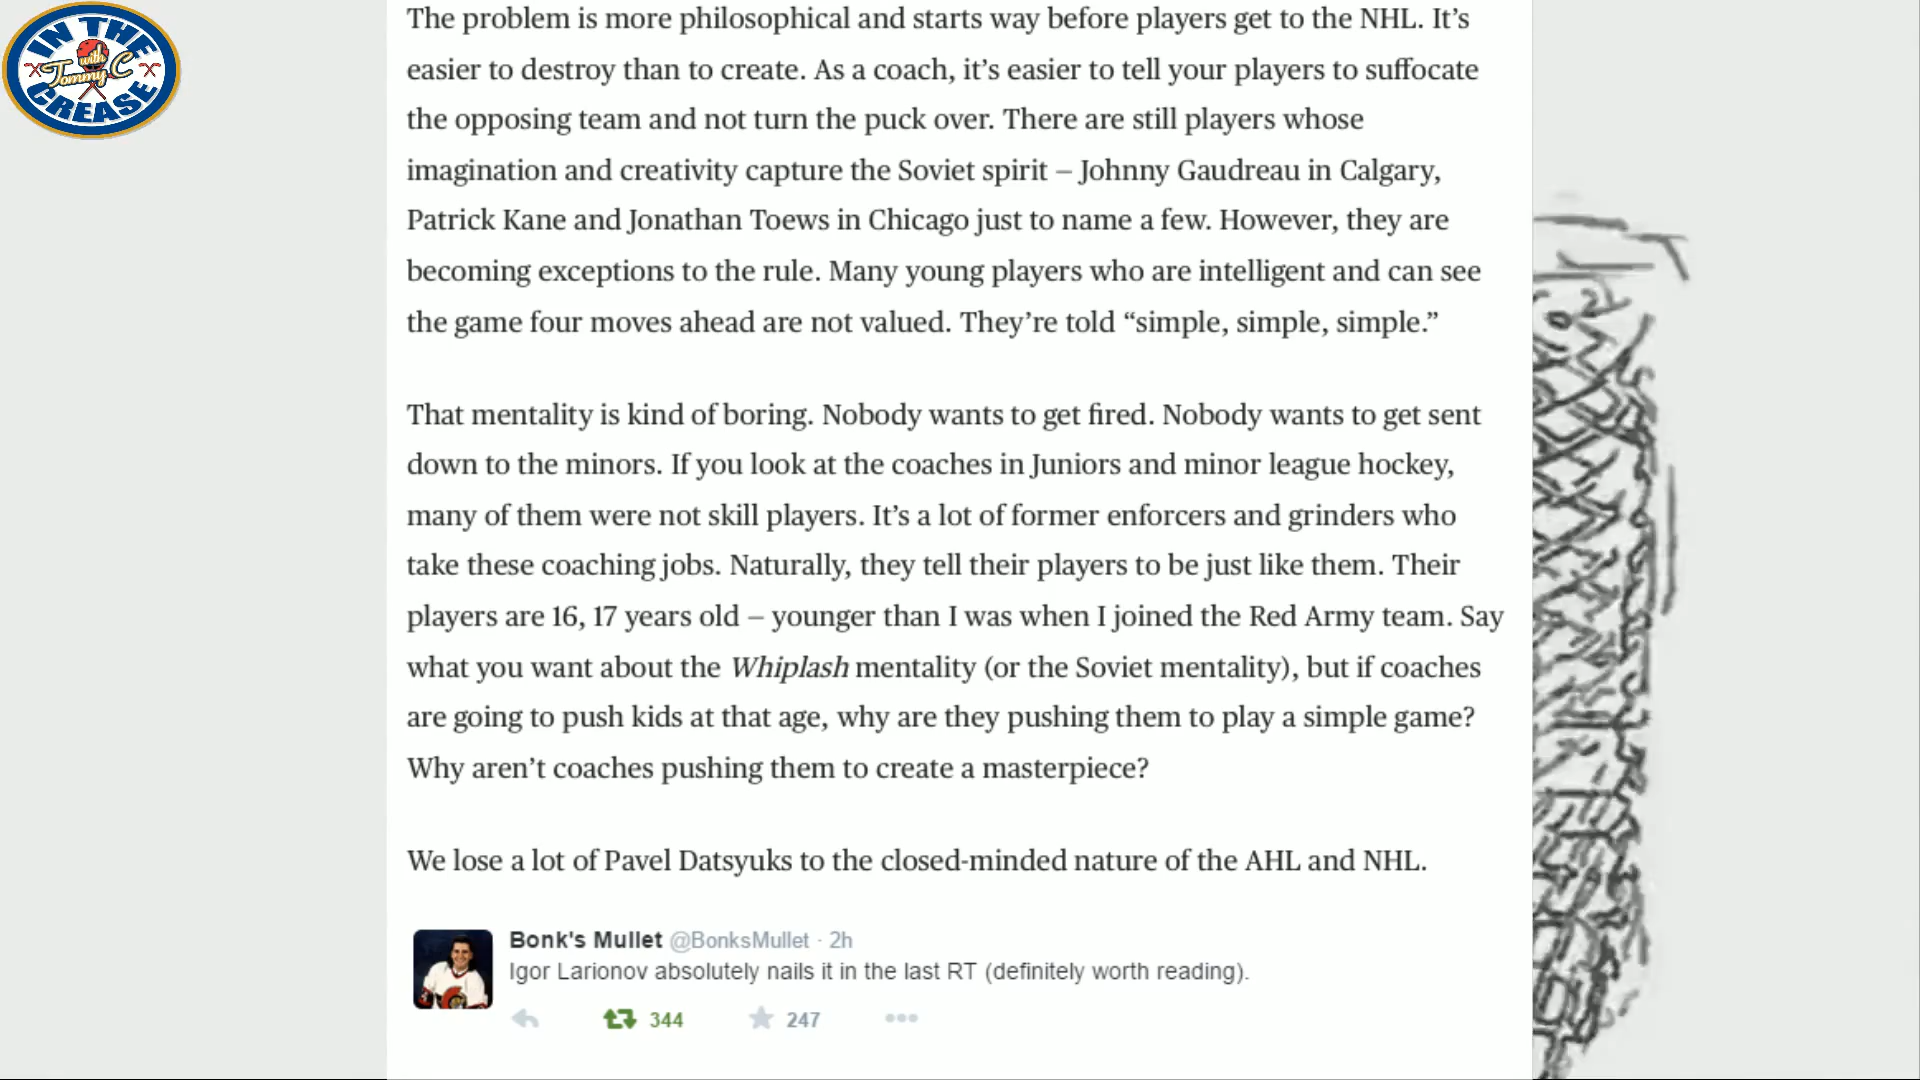 IN THE
with
Tommy C
CREASE
The problem is more philosophical and starts way before players get to the NHL. It’s
easier to destroy than to create. As a coach, it’s easier to tell your players to suffocate
the opposing team and not turn the puck over. There are still players whose
imagination and creativity capture the Soviet spirit – Johnny Gaudreau in Calgary,
Patrick Kane and Jonathan Toews in Chicago just to name a few. However, they are
becoming exceptions to the rule. Many young players who are intelligent and can see
the game four moves ahead are not valued. They’re told “simple, simple, simple.”
That mentality is kind of boring. Nobody wants to get fired. Nobody wants to get sent
down to the minors. If you look at the coaches in Juniors and minor league hockey,
many of them were not skill players. It’s a lot of former enforcers and grinders who
take these coaching jobs. Naturally, they tell their players to be just like them. Their
players are 16, 17 years old – younger than I was when I joined the Red Army team. Say
what you want about the Whiplash mentality (or the Soviet mentality), but if coaches
are going to push kids at that age, why are they pushing them to play a simple game?
Why aren’t coaches pushing them to create a masterpiece?
We lose a lot of Pavel Datsyuks to the closed-minded nature of the AHL and NHL.
Bonk's Mullet @BonksMullet · 2h
Igor Larionov absolutely nails it in the last RT (definitely worth reading).
344 247